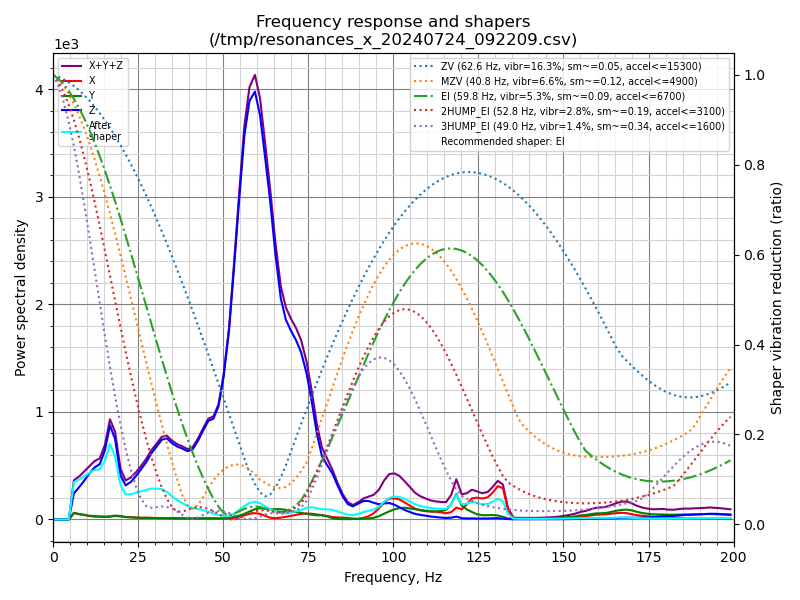 Frequency response and shapers
(/tmp/resonances_x_20240724_092209.csv)
1e3
X+Y+Z
X
Y
Z
After
shaper
ZV (62.6 Hz, vibr=16.3%, sm~=0.05, accel<=15300)
MZV (40.8 Hz, vibr=6.6%, sm~=0.12, accel<=4900)
EI (59.8 Hz, vibr=5.3%, sm~=0.09, accel<=6700)
2HUMP_EI (52.8 Hz, vibr=2.8%, sm~=0.19, accel<=3100)
3HUMP_EI (49.0 Hz, vibr=1.4%, sm~=0.34, accel<=1600)
Recommended shaper: EI
4
3
2
1
0
Power spectral density
1.0
0.8
0.6
0.4
0.2
0.0
Shaper vibration reduction (ratio)
0 25 50 75 100 125 150 175 200
Frequency, Hz